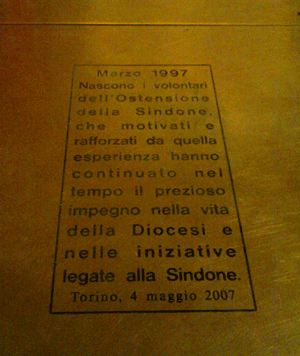 Marzo 1997
Nascono i volontari
dell'Ostensione
della Sindone,
che motivati e
rafforzati da quella
esperienza hanno
continuato nel
tempo il prezioso
impegno nella vita
della Diocesi e
nelle iniziative
legate alla Sindone.
Torino, 4 maggio 2007